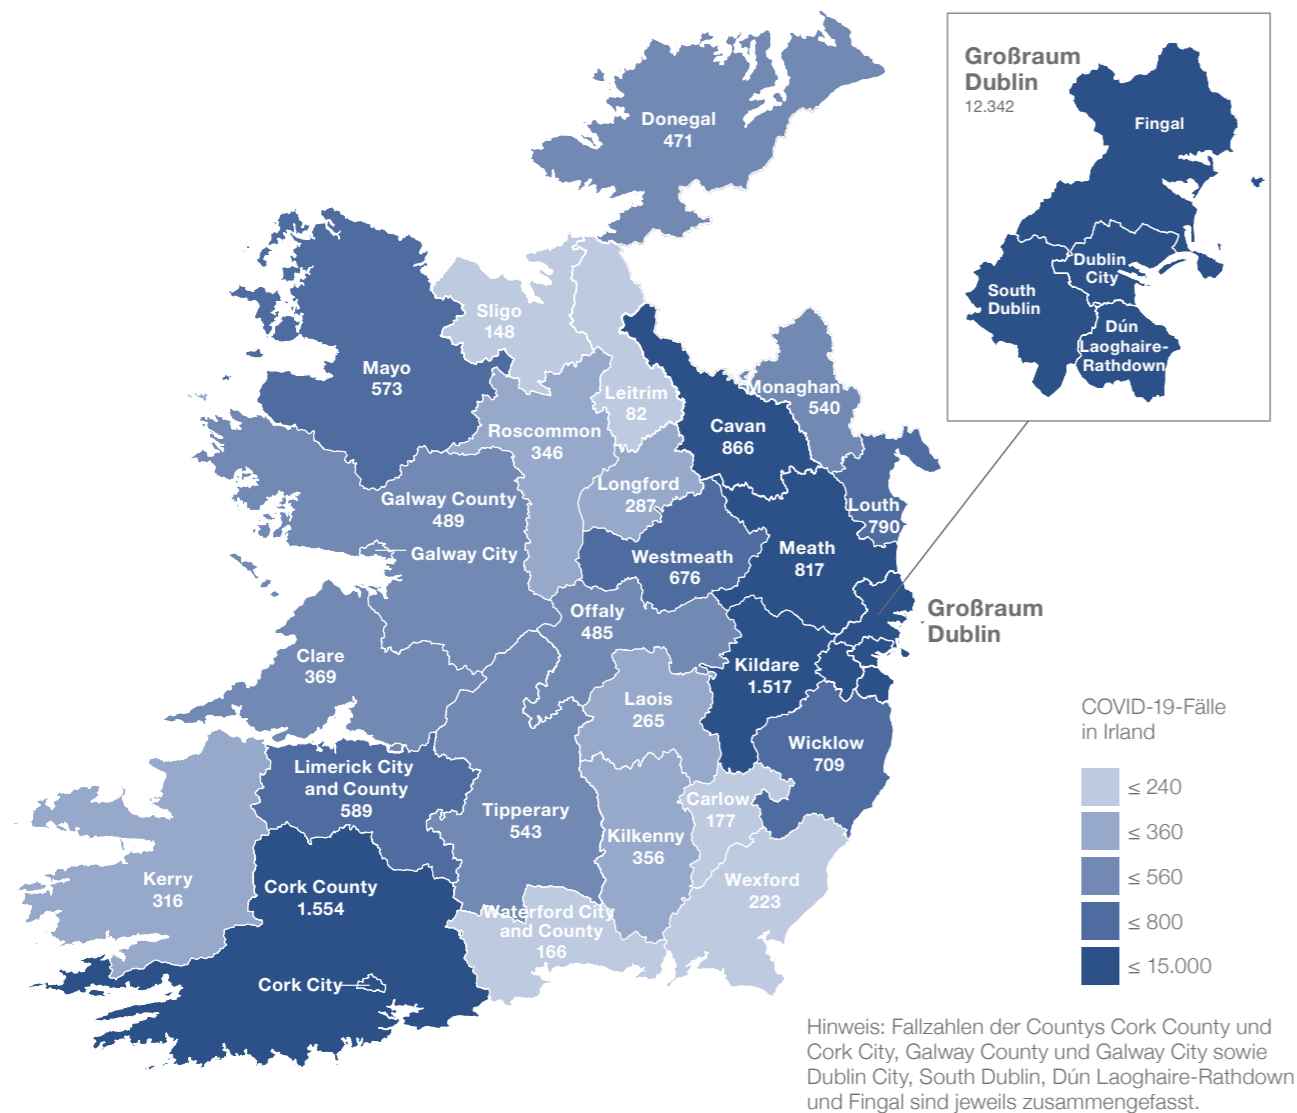 Großraum
Dublin
12.342
Fingal
Dublin
City
South
Dublin
Dún
Laoghaire-
Rathdown
Donegal
471
Sligo
148
Mayo
573
Leitrim
82
Monaghan
540
Cavan
866
Roscommon
346
Longford
287
Galway County
489
Galway City
Louth
790
Westmeath
676
Meath
817
Großraum
Dublin
Offaly
485
Clare
369
Kildare
1.517
Laois
265
Wicklow
709
Limerick City
and County
589
Tipperary
543
Carlow
177
Kilkenny
356
Kerry
316
Cork County
1.554
Wexford
223
Waterford City
and County
166
Cork City
COVID-19-Fälle
in Irland
≤ 240
≤ 360
≤ 560
≤ 800
≤ 15.000
Hinweis: Fallzahlen der Countys Cork County und
Cork City, Galway County und Galway City sowie
Dublin City, South Dublin, Dún Laoghaire-Rathdown
und Fingal sind jeweils zusammengefasst.